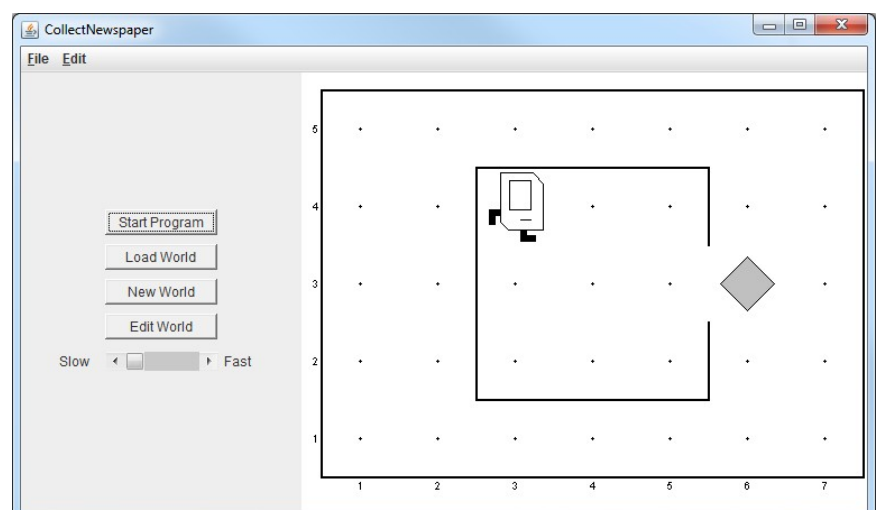 CollectNewspaper
File Edit
Start Program
Load World
New World
Edit World
Slow Fast
5
4
3
2
1
1 2 3 4 5 6 7